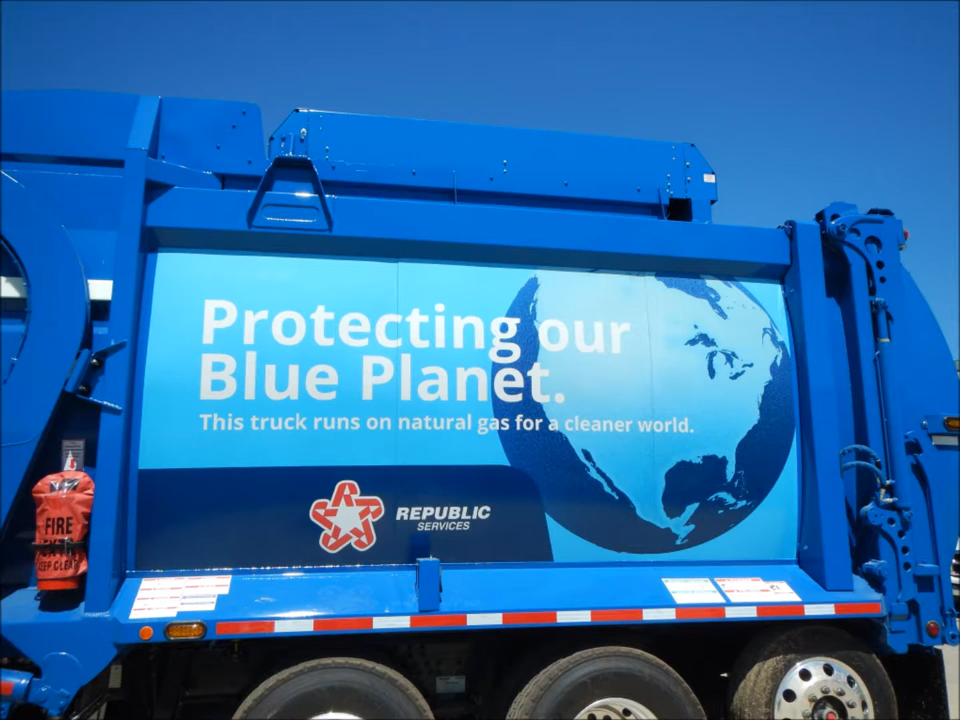 Protecting our
Blue Planet.
This truck runs on natural gas for a cleaner world.
REPUBLIC
SERVICES
FIRE
KEEP CLEAR